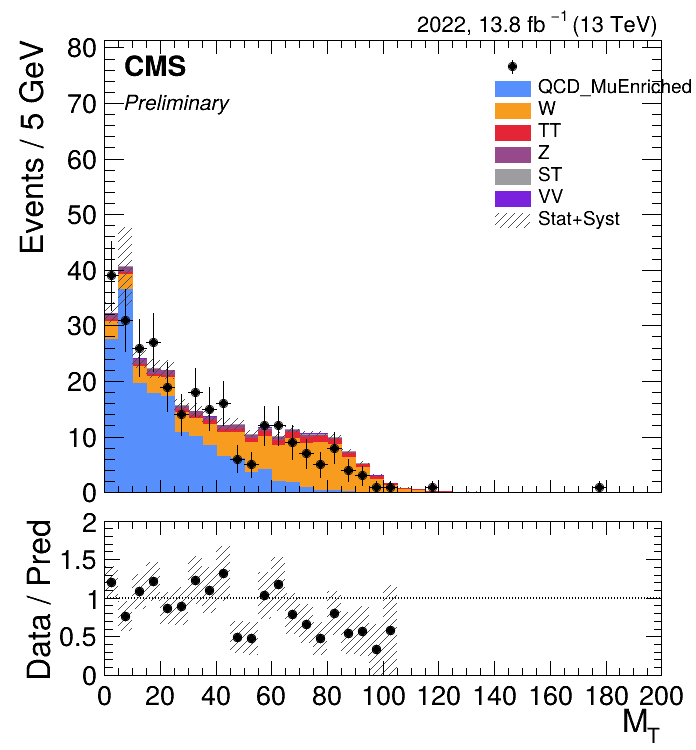 2022, 13.8 fb⁻¹ (13 TeV)
CMS
Preliminary
QCD_MuEnriched
W
TT
Z
ST
VV
Stat+Syst
Events / 5 GeV
80
70
60
50
40
30
20
10
0
Data / Pred
2
1.5
1
0.5
0
0 20 40 60 80 100 120 140 160 180 200
M_T